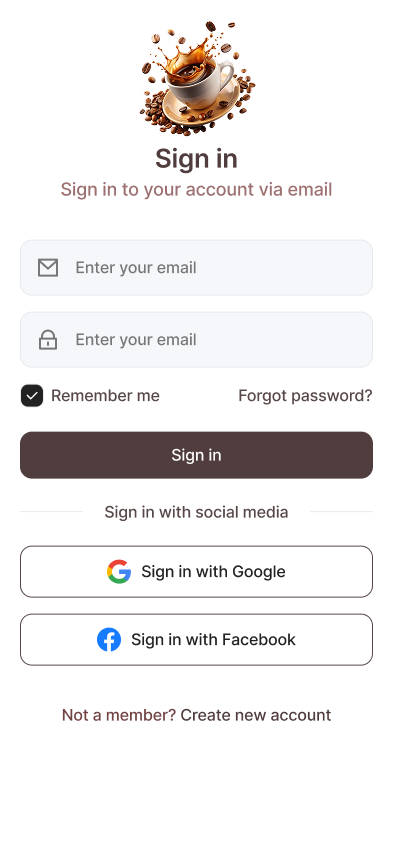 Sign in
Sign in to your account via email
Enter your email
Enter your email
Remember me Forgot password?
Sign in
Sign in with social media
Sign in with Google
Sign in with Facebook
Not a member? Create new account